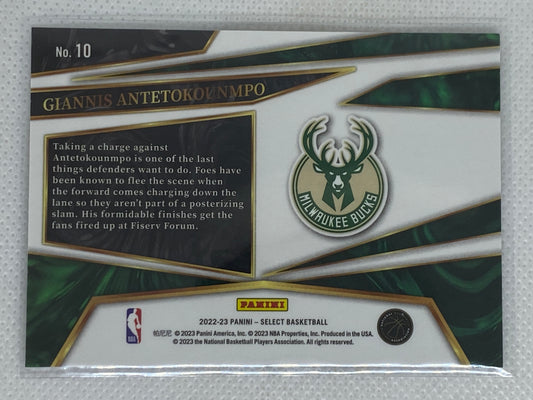 No. 10
GIANNIS ANTETOKOUNMPO
Taking a charge against
Antetokounmpo is one of the last
things defenders want to do. Foes have
been known to flee the scene when
the forward comes charging down the
lane so they aren't part of a posterizing
slam. His formidable finishes get the
fans fired up at Fiserv Forum.
MILWAUKEE BUCKS
PANINI
2022-23 PANINI – SELECT BASKETBALL
帕尼尼 © 2023 Panini America, Inc. © 2023 NBA Properties, Inc. Produced in the USA.
© 2023 the National Basketball Players Association. All rights reserved.
NBA